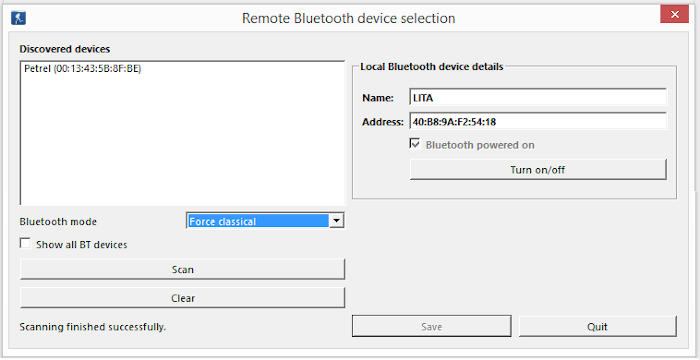 Remote Bluetooth device selection
Discovered devices
Petrel (00:13:43:5B:8F:BE)
Bluetooth mode
Force classical
Show all BT devices
Scan
Clear
Scanning finished successfully.
Local Bluetooth device details
Name: LITA
Address: 40:B8:9A:F2:54:18
Bluetooth powered on
Turn on/off
Save
Quit